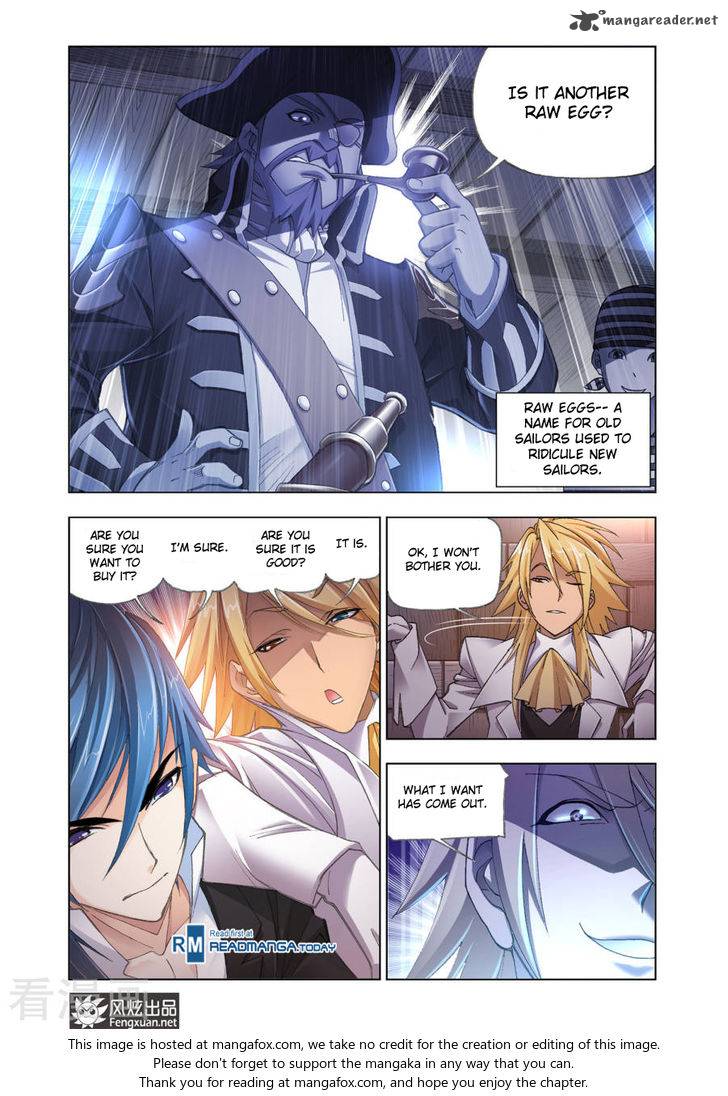 mangareader.net
IS IT ANOTHER
RAW EGG?
RAW EGGS-- A
NAME FOR OLD
SAILORS USED TO
RIDICULE NEW
SAILORS.
ARE YOU
SURE YOU
WANT TO
BUY IT?
I'M SURE.
ARE YOU
SURE IT IS
GOOD?
IT IS.
OK, I WON'T
BOTHER YOU.
WHAT I WANT
HAS COME OUT.
RM
Read first at
READMANGA.TODAY
看漫画
风炫出品
Fengxuan.net
This image is hosted at mangafox.com, we take no credit for the creation or editing of this image.
Please don't forget to support the mangaka in any way that you can.
Thank you for reading at mangafox.com, and hope you enjoy the chapter.